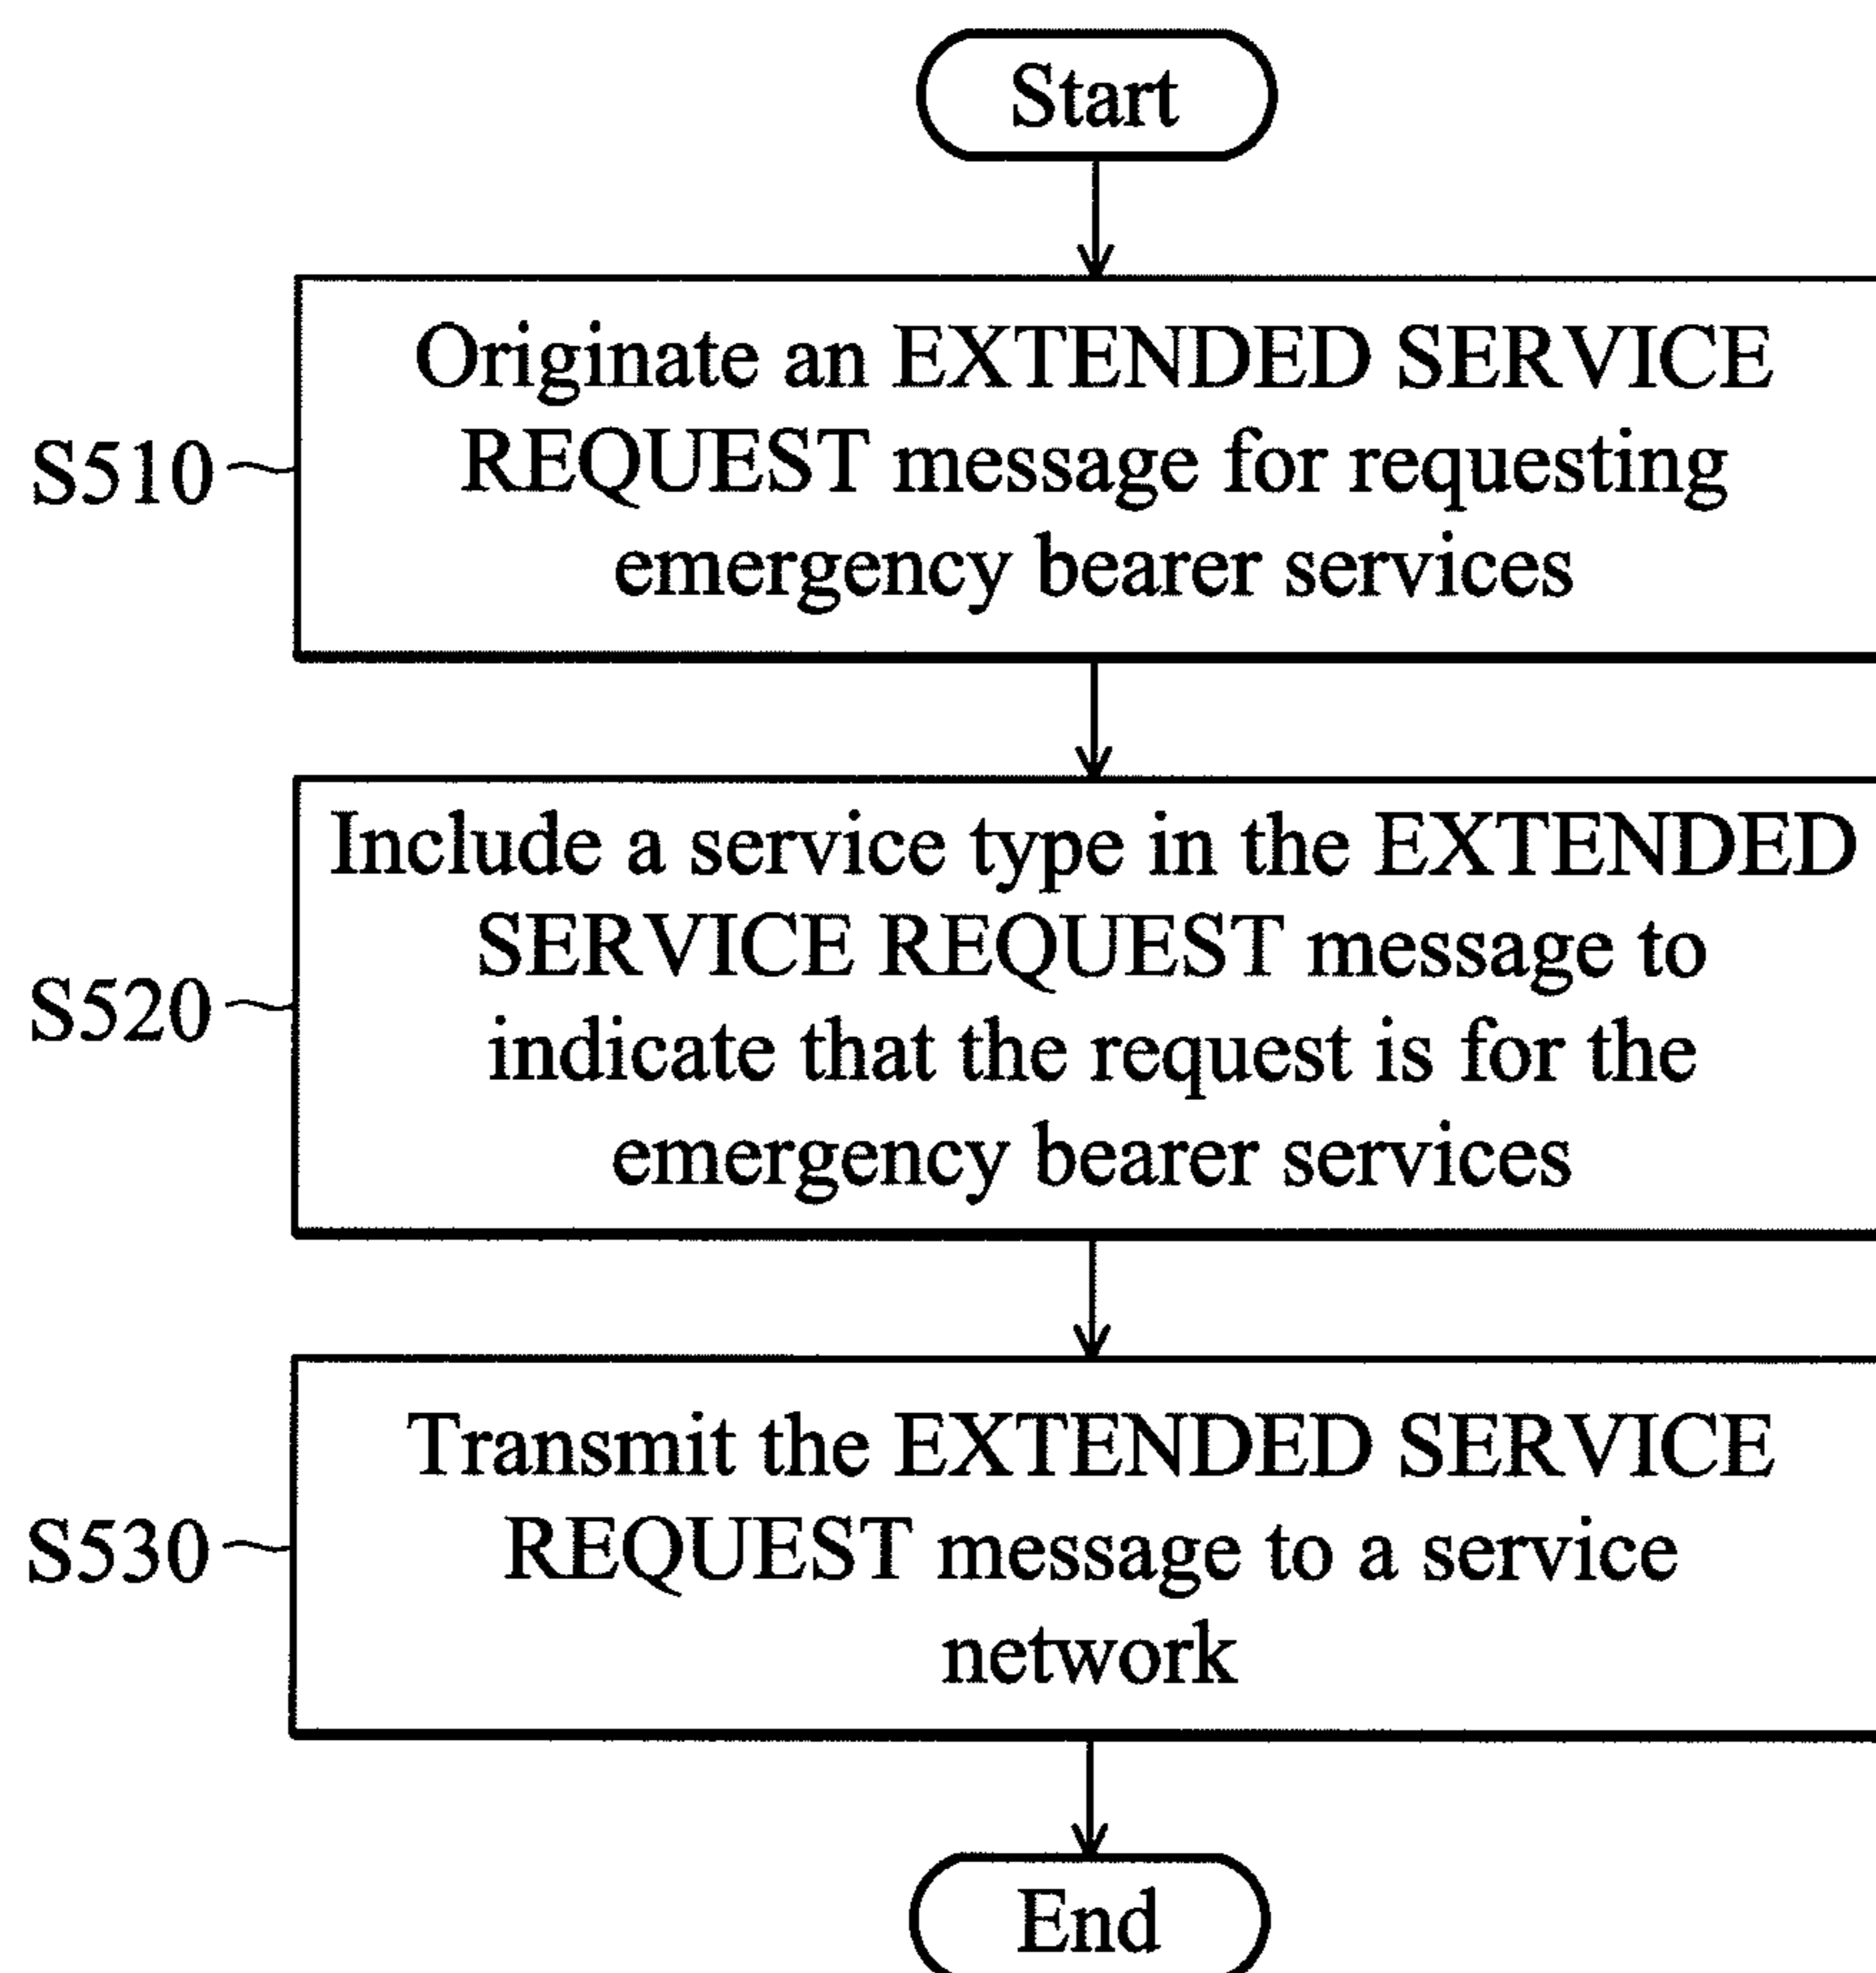 Start
Originate an EXTENDED SERVICE
REQUEST message for requesting
emergency bearer services
S510
Include a service type in the EXTENDED
SERVICE REQUEST message to
indicate that the request is for the
emergency bearer services
S520
Transmit the EXTENDED SERVICE
REQUEST message to a service
network
S530
End